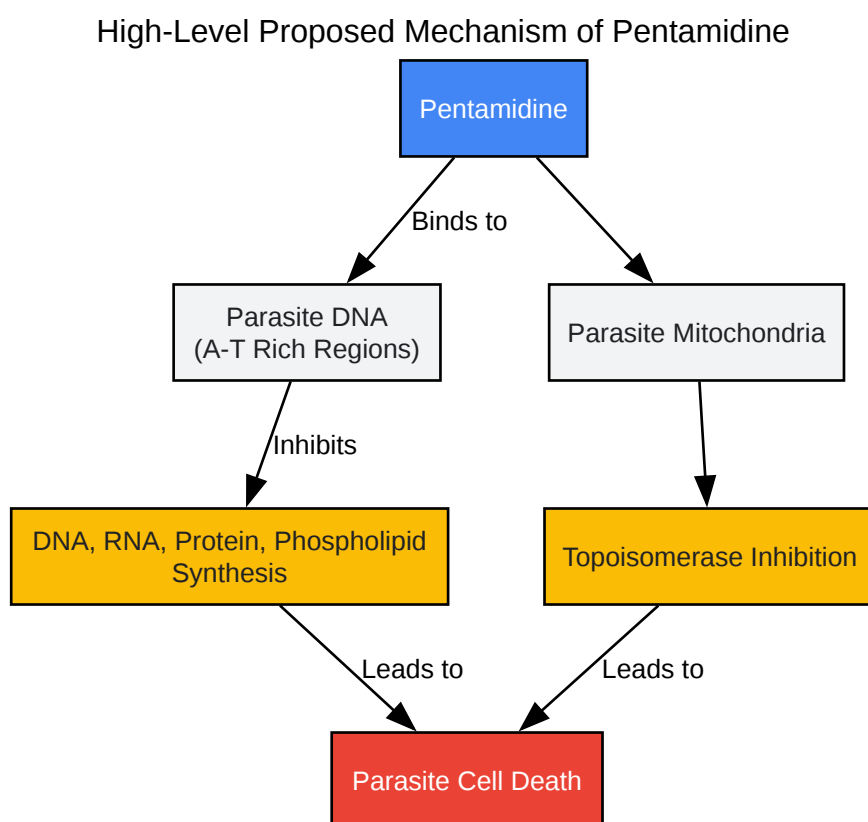 High-Level Proposed Mechanism of Pentamidine
Pentamidine
Binds to
Parasite DNA
(A-T Rich Regions)
Parasite Mitochondria
Inhibits
DNA, RNA, Protein, Phospholipid
Synthesis
Topoisomerase Inhibition
Leads to
Leads to
Parasite Cell Death